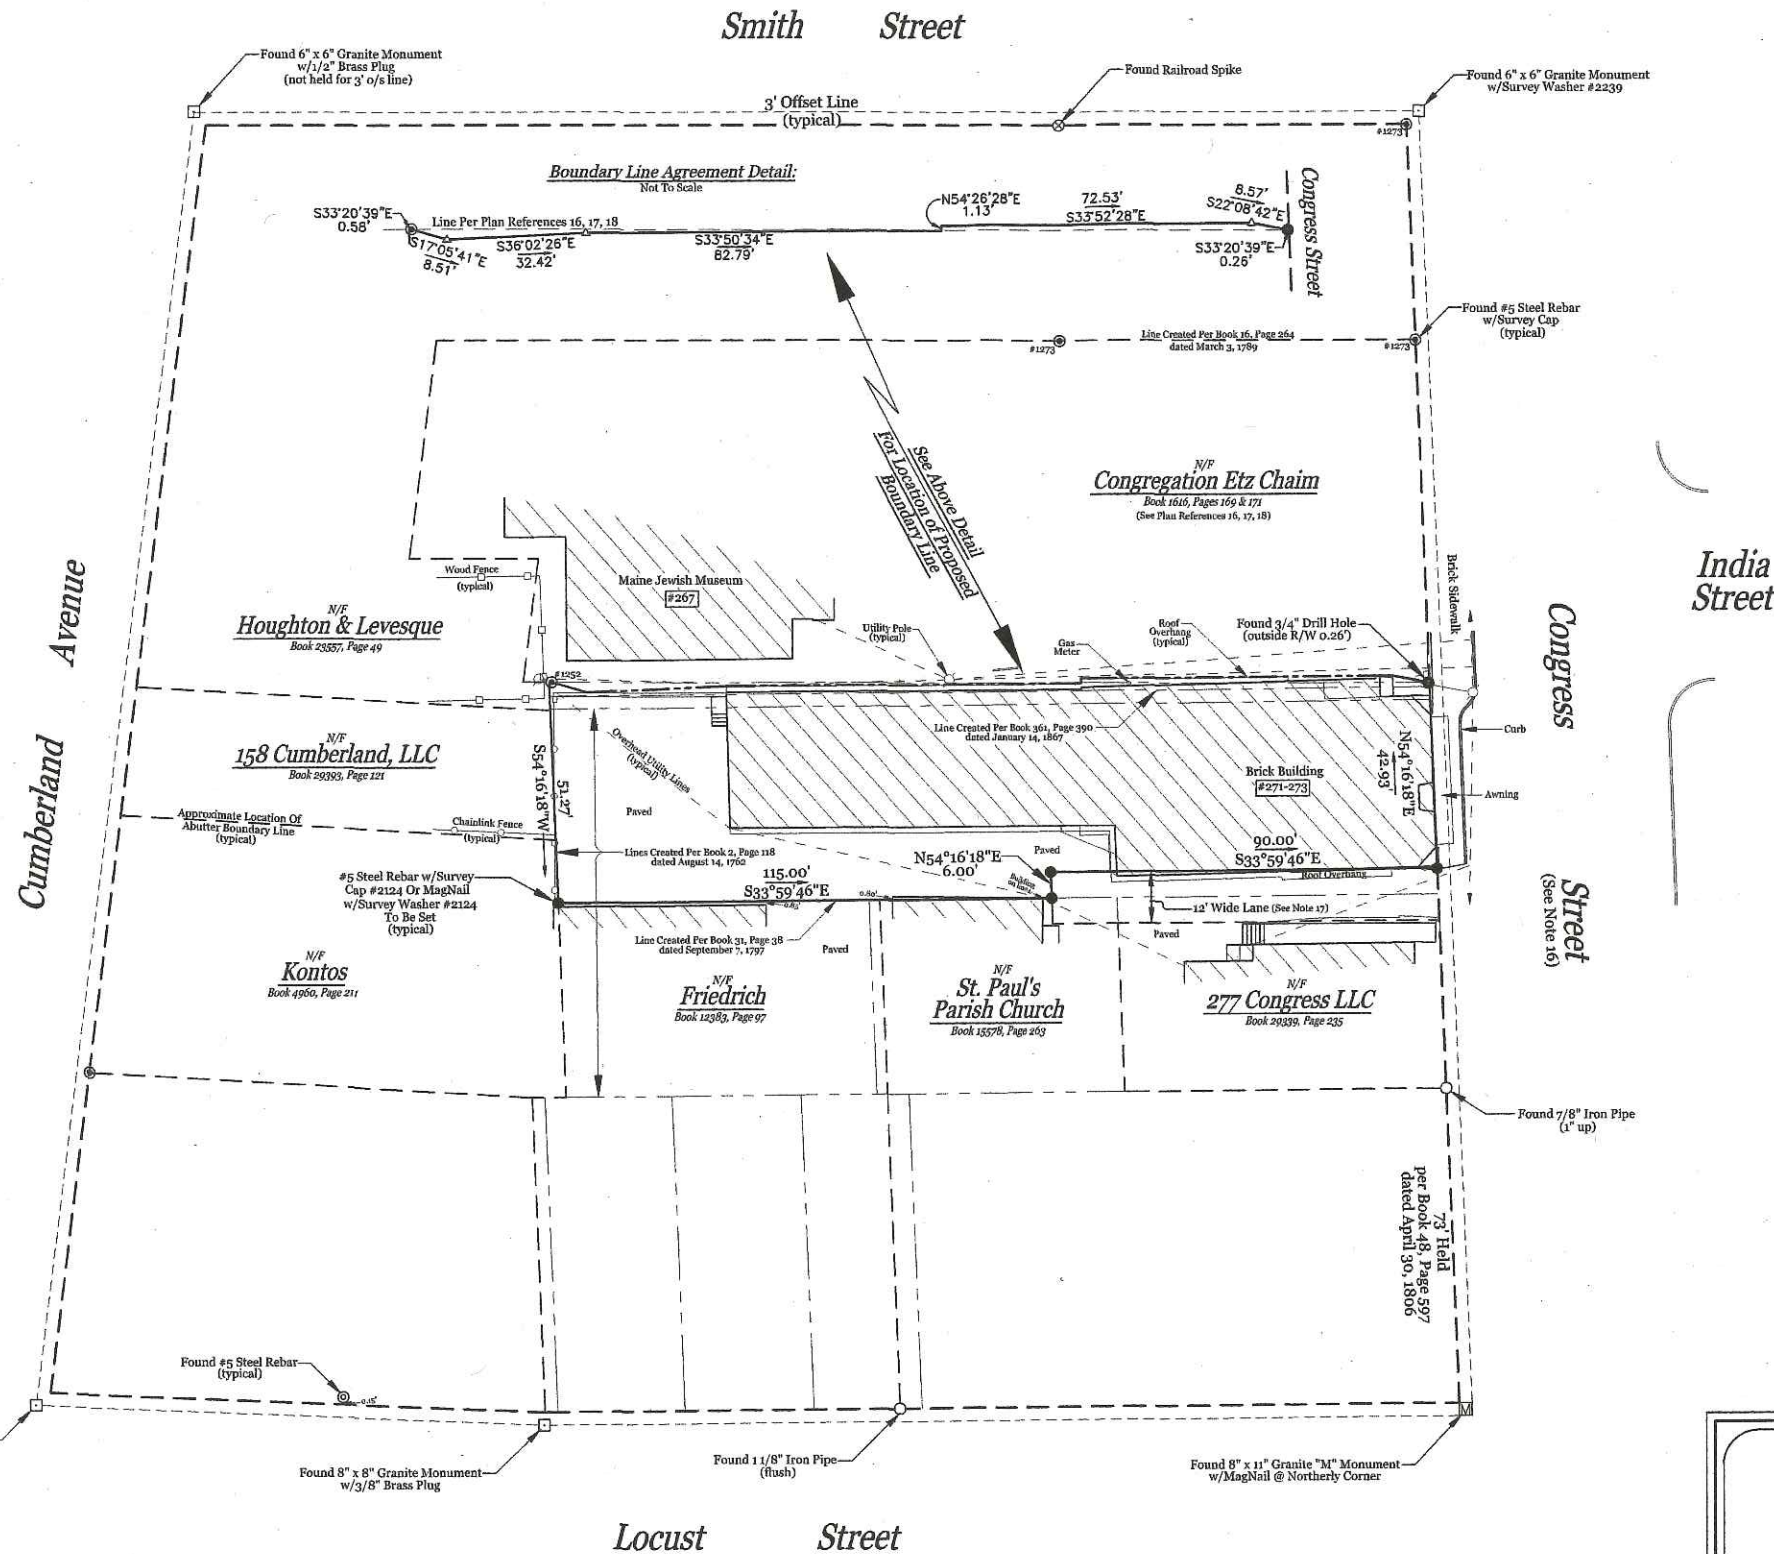 Smith Street
Found 6" x 6" Granite Monument
w/1/2" Brass Plug
(not held for 3' o/s line)
Found Railroad Spike
Found 6" x 6" Granite Monument
w/Survey Washer #2239
3' Offset Line
(typical)
#1273
Boundary Line Agreement Detail:
Not To Scale
S33°20'39"E
0.58'
Line Per Plan References 16, 17, 18
S17°05'41"E
8.51'
S36°02'26"E
32.42'
S33°50'34"E
82.79'
N54°26'28"E
1.13'
72.53'
S33°52'28"E
8.57'
S22°08'42"E
S33°20'39"E
0.26'
Congress Street
Found #5 Steel Rebar
w/Survey Cap
(typical)
#1273
Line Created Per Book 16, Page 264
dated March 3, 1789
#1273
See Above Detail
For Location of Proposed
Boundary Line
N/F
Congregation Etz Chaim
Book 1616, Pages 169 & 171
(See Plan References 16, 17, 18)
India
Street
Brick Sidewalk
Wood Fence
(typical)
Maine Jewish Museum
#267
N/F
Houghton & Levesque
Book 23557, Page 49
Utility Pole
(typical)
Gas
Meter
Roof
Overhang
(typical)
Found 3/4" Drill Hole
(outside R/W 0.26')
#1252
Cumberland Avenue
Congress Street
(See Note 16)
N/F
158 Cumberland, LLC
Book 29393, Page 121
Overhead Utility Lines
(typical)
Line Created Per Book 361, Page 390
dated January 14, 1867
Curb
Brick Building
#271-273
N54°16'18"E
42.93'
Awning
S54°16'18"W
51.27'
Paved
Approximate Location Of
Abutter Boundary Line
(typical)
Chainlink Fence
(typical)
Lines Created Per Book 2, Page 118
dated August 14, 1762
Paved
90.00'
S33°59'46"E
N54°16'18"E
6.00'
Building
on line
Roof Overhang
#5 Steel Rebar w/Survey
Cap #2124 Or MagNail
w/Survey Washer #2124
To Be Set
(typical)
115.00'
S33°59'46"E
0.80'
0.83'
12' Wide Lane (See Note 17)
Paved
Line Created Per Book 31, Page 38
dated September 7, 1797
Paved
N/F
Kontos
Book 4960, Page 211
N/F
Friedrich
Book 12383, Page 97
N/F
St. Paul's
Parish Church
Book 15578, Page 263
N/F
277 Congress LLC
Book 29339, Page 235
Found 7/8" Iron Pipe
(1" up)
73' Held
per Book 48, Page 597
dated April 30, 1806
Found #5 Steel Rebar
(typical)
0.15'
M
Found 8" x 8" Granite Monument
w/3/8" Brass Plug
Found 1 1/8" Iron Pipe
(flush)
Found 8" x 11" Granite "M" Monument
w/MagNail @ Northerly Corner
Locust Street